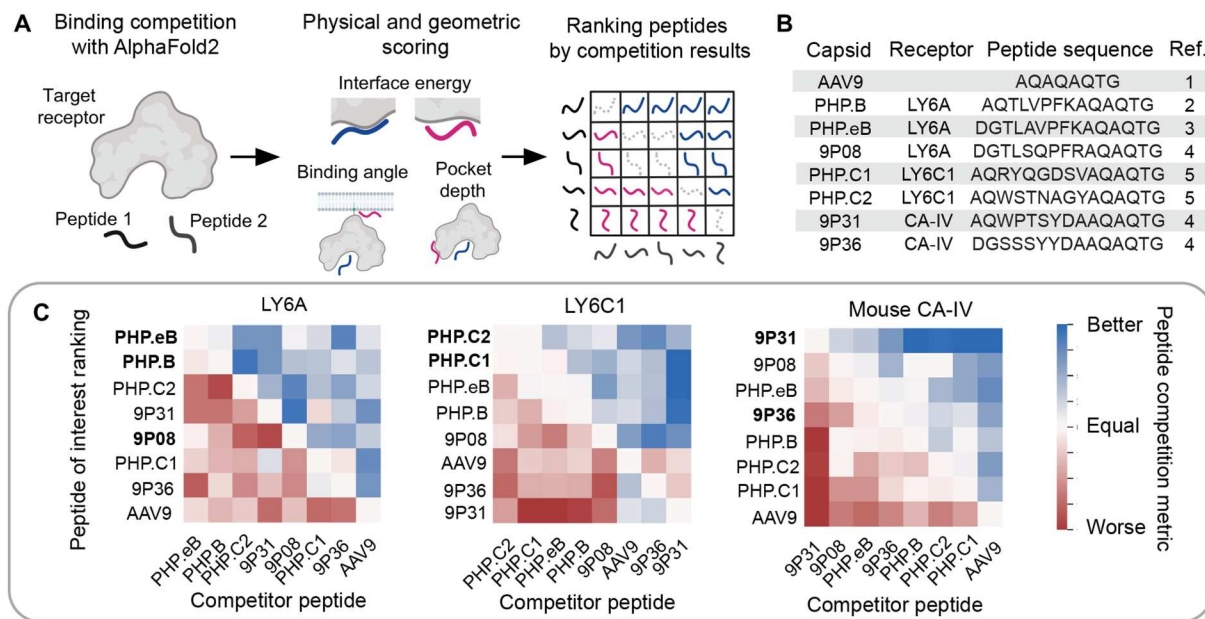 A
Binding competition
with AlphaFold2
Target
receptor
Peptide 1
Peptide 2
Physical and geometric
scoring
Interface energy
Binding angle
Pocket
depth
Ranking peptides
by competition results
B
Capsid Receptor Peptide sequence Ref.
AAV9 AQAQAQTG 1
PHP.B LY6A AQTLVPFKAQAQTG 2
PHP.eB LY6A DGTLAVPFKAQAQTG 3
9P08 LY6A DGTLSQPFRAQAQTG 4
PHP.C1 LY6C1 AQRYQGDSVAQAQTG 5
PHP.C2 LY6C1 AQWSTNAGYAQAQTG 5
9P31 CA-IV AQWPTSYDAAQAQTG 4
9P36 CA-IV DGSSSYYDAAQAQTG 4
C
Peptide of interest ranking
LY6A
PHP.eB
PHP.B
PHP.C2
9P31
9P08
PHP.C1
9P36
AAV9
PHP.eB PHP.B PHP.C2 9P31 9P08 PHP.C1 9P36 AAV9
Competitor peptide
LY6C1
PHP.C2
PHP.C1
PHP.eB
PHP.B
9P08
AAV9
9P36
9P31
PHP.C2 PHP.C1 PHP.eB PHP.B 9P08 AAV9 9P36 9P31
Competitor peptide
Mouse CA-IV
9P31
9P08
PHP.eB
9P36
PHP.B
PHP.C2
PHP.C1
AAV9
9P31 9P08 PHP.eB 9P36 PHP.B PHP.C2 PHP.C1 AAV9
Competitor peptide
Better
Equal
Worse
Peptide competition metric